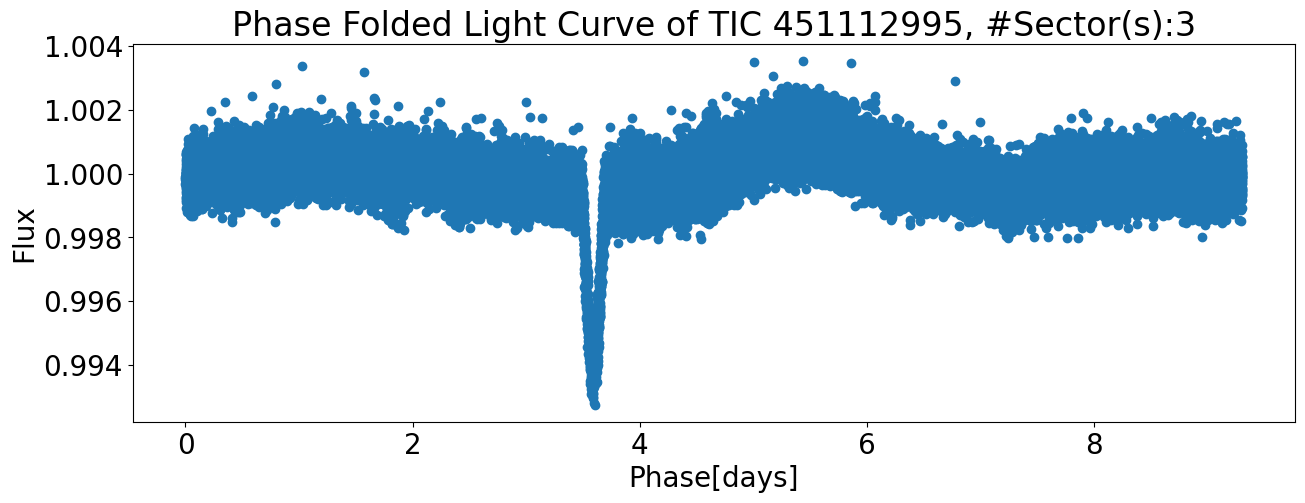 Phase Folded Light Curve of TIC 451112995, #Sector(s):3
1.004
1.002
1.000
0.998
0.996
0.994
Flux
0 2 4 6 8
Phase[days]